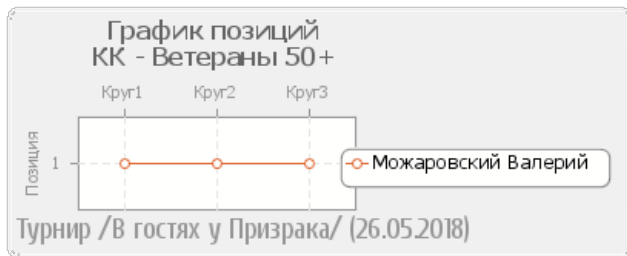 График позиций
КК - Ветераны 50+
Круг1 Круг2 Круг3
Позиция
1
Можаровский Валерий
Турнир /В гостях у Призрака/ (26.05.2018)